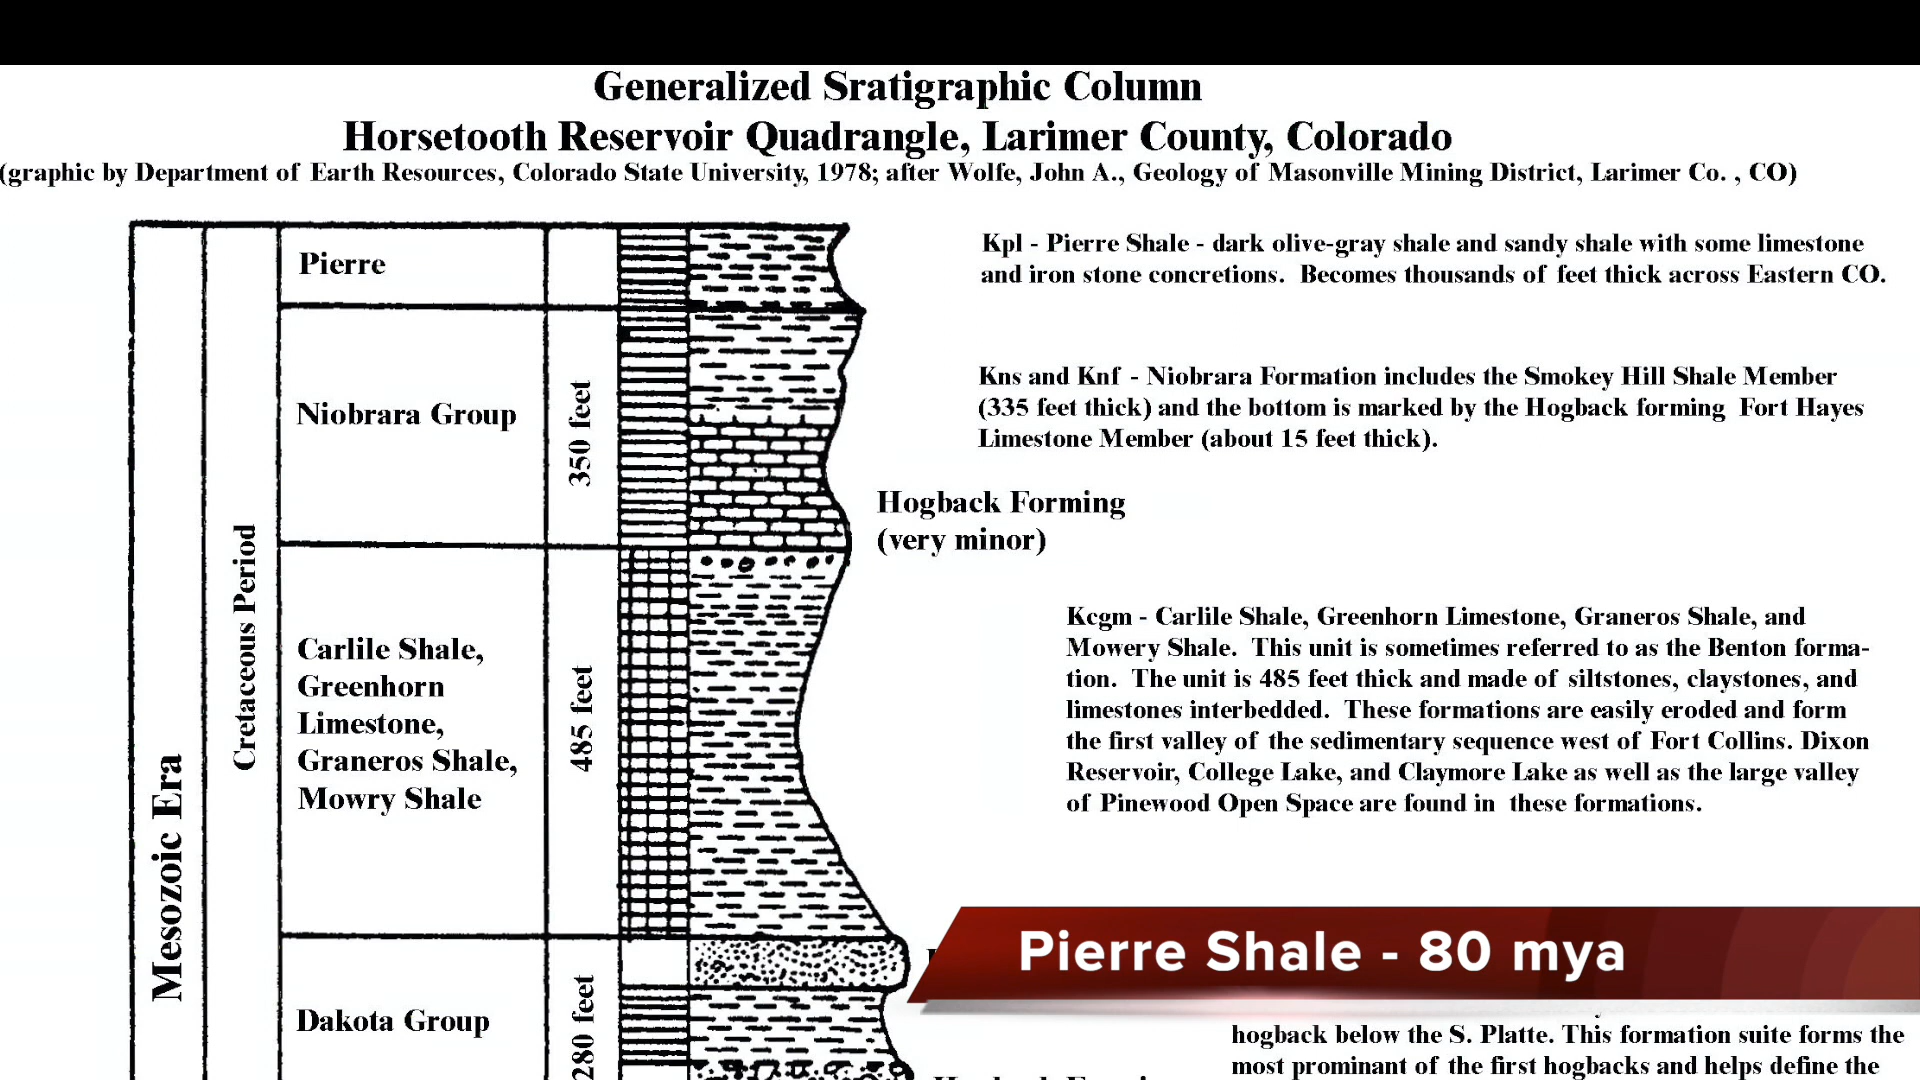 Generalized Sratigraphic Column
Horsetooth Reservoir Quadrangle, Larimer County, Colorado
(graphic by Department of Earth Resources, Colorado State University, 1978; after Wolfe, John A., Geology of Masonville Mining District, Larimer Co. , CO)
Mesozoic Era
Cretaceous Period
Pierre
Kpl - Pierre Shale - dark olive-gray shale and sandy shale with some limestone
and iron stone concretions. Becomes thousands of feet thick across Eastern CO.
Niobrara Group
350 feet
Kns and Knf - Niobrara Formation includes the Smokey Hill Shale Member
(335 feet thick) and the bottom is marked by the Hogback forming Fort Hayes
Limestone Member (about 15 feet thick).
Hogback Forming
(very minor)
Carlile Shale,
Greenhorn
Limestone,
Graneros Shale,
Mowry Shale
485 feet
Kcgm - Carlile Shale, Greenhorn Limestone, Graneros Shale, and
Mowery Shale. This unit is sometimes referred to as the Benton forma-
tion. The unit is 485 feet thick and made of siltstones, claystones, and
limestones interbedded. These formations are easily eroded and form
the first valley of the sedimentary sequence west of Fort Collins. Dixon
Reservoir, College Lake, and Claymore Lake as well as the large valley
of Pinewood Open Space are found in these formations.
Pierre Shale - 80 mya
Dakota Group
280 feet
hogback below the S. Platte. This formation suite forms the
most prominant of the first hogbacks and helps define the